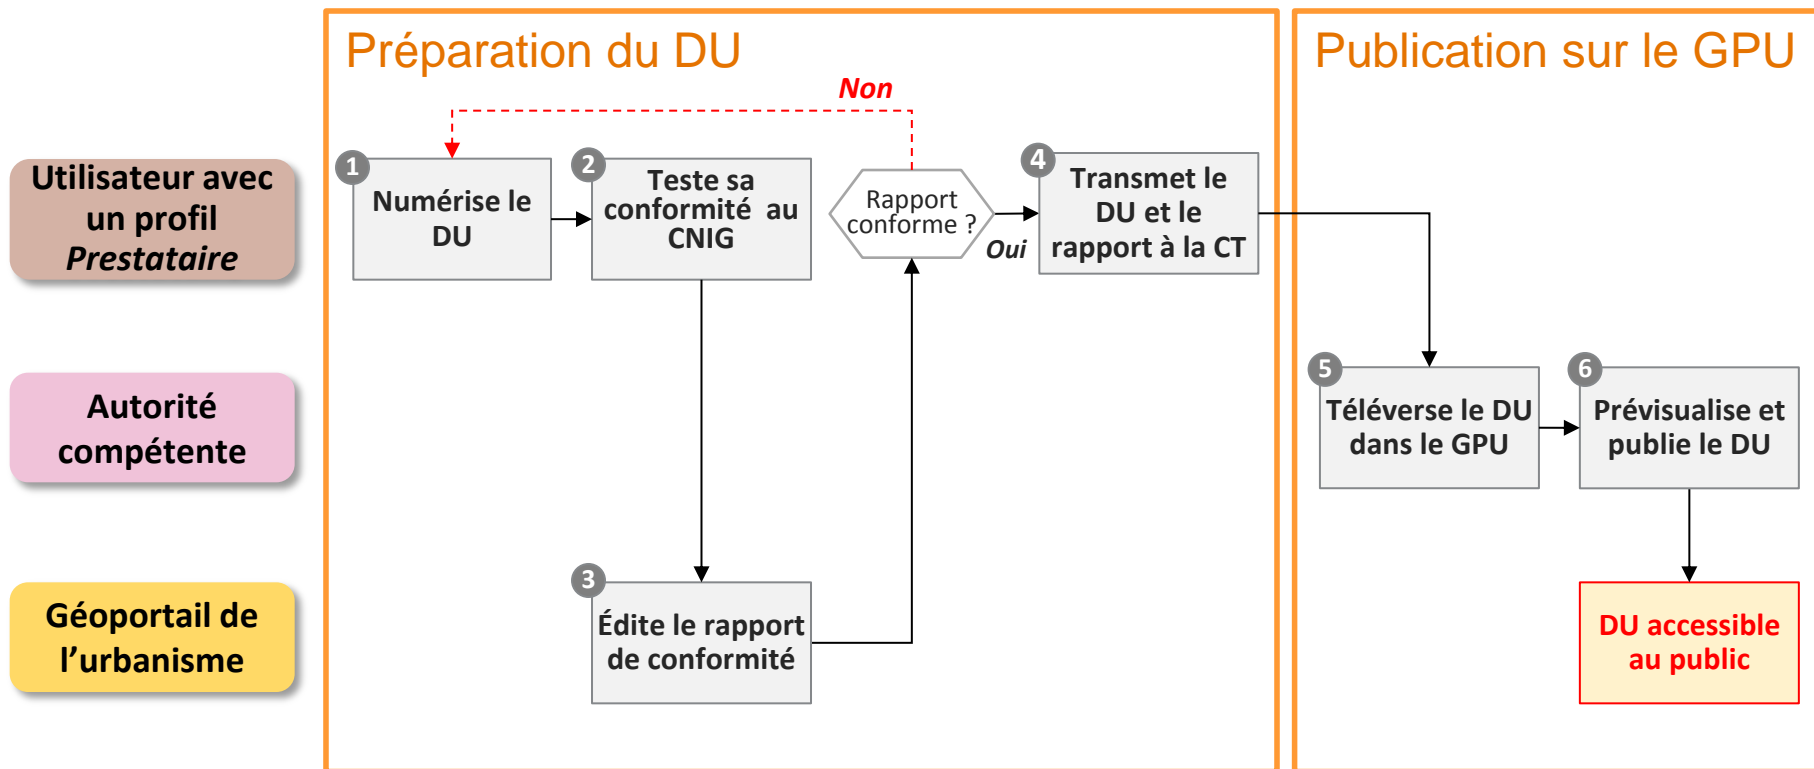 Préparation du DU
Publication sur le GPU
Non
Utilisateur avec
un profil
Prestataire
1
Numérise le
DU
2
Teste sa
conformité au
CNIG
Rapport
conforme ?
Oui
4
Transmet le
DU et le
rapport à la CT
Autorité
compétente
5
Téléverse le DU
dans le GPU
6
Prévisualise et
publie le DU
Géoportail de
l’urbanisme
3
Édite le rapport
de conformité
DU accessible
au public